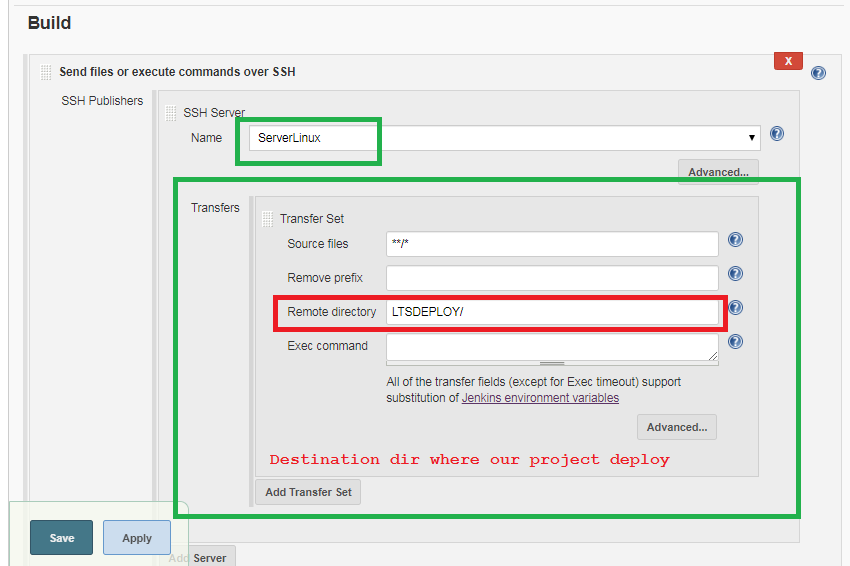 Build
Send files or execute commands over SSH
X
SSH Publishers
SSH Server
Name
ServerLinux
Advanced...
Transfers
Transfer Set
Source files
**/*
Remove prefix
Remote directory
LTSDEPLOY/
Exec command
All of the transfer fields (except for Exec timeout) support
substitution of Jenkins environment variables
Advanced...
Destination dir where our project deploy
Add Transfer Set
Save
Apply
Add Server